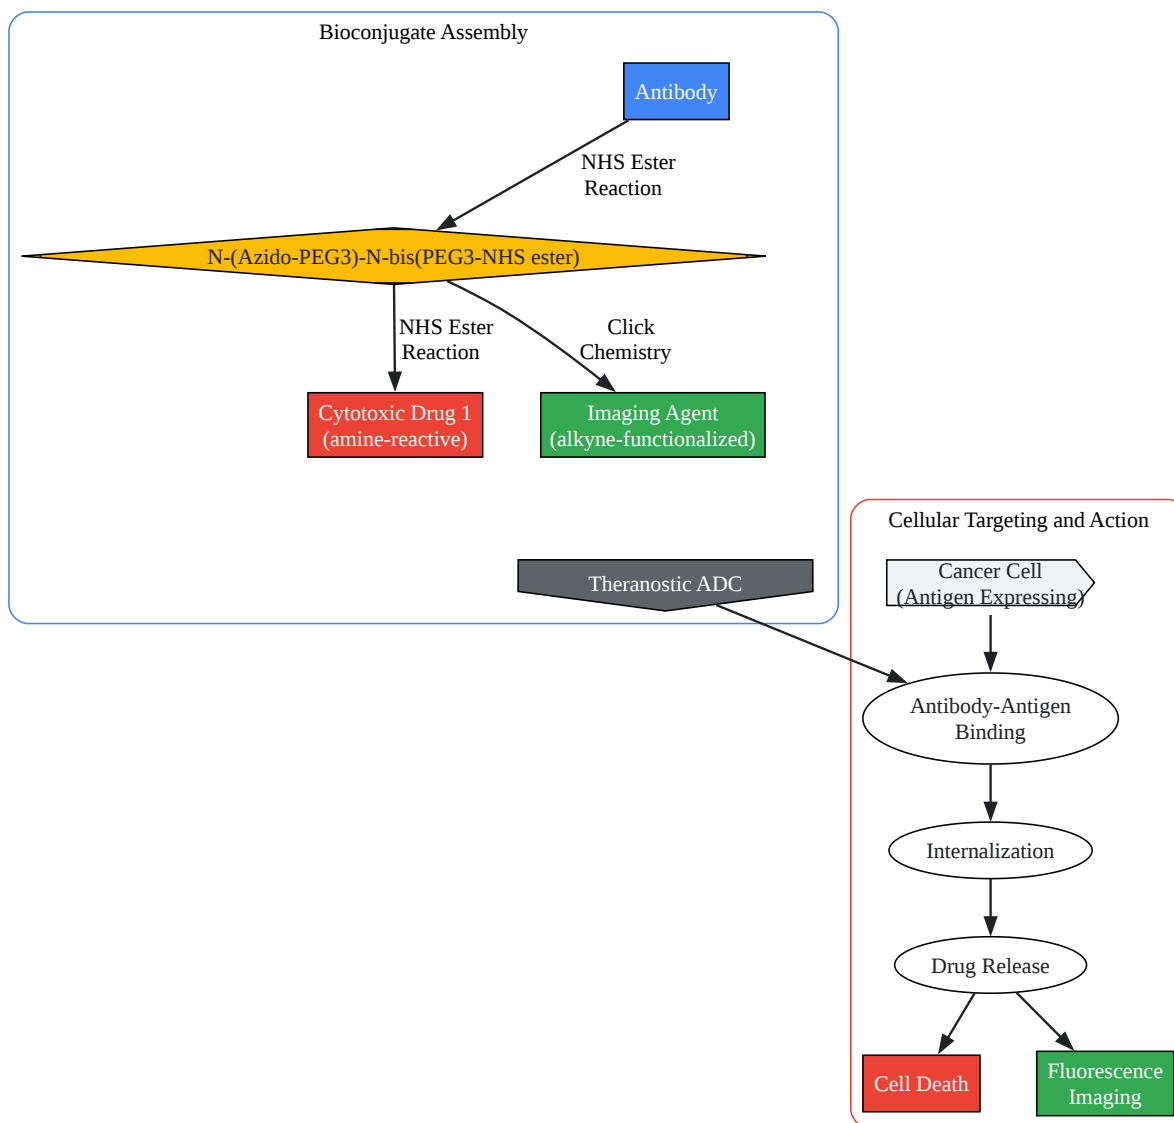 Bioconjugate Assembly
Antibody
NHS Ester
Reaction
N-(Azido-PEG3)-N-bis(PEG3-NHS ester)
NHS Ester
Reaction
Click
Chemistry
Cytotoxic Drug 1
(amine-reactive)
Imaging Agent
(alkyne-functionalized)
Theranostic ADC
Cellular Targeting and Action
Cancer Cell
(Antigen Expressing)
Antibody-Antigen
Binding
Internalization
Drug Release
Cell Death
Fluorescence
Imaging